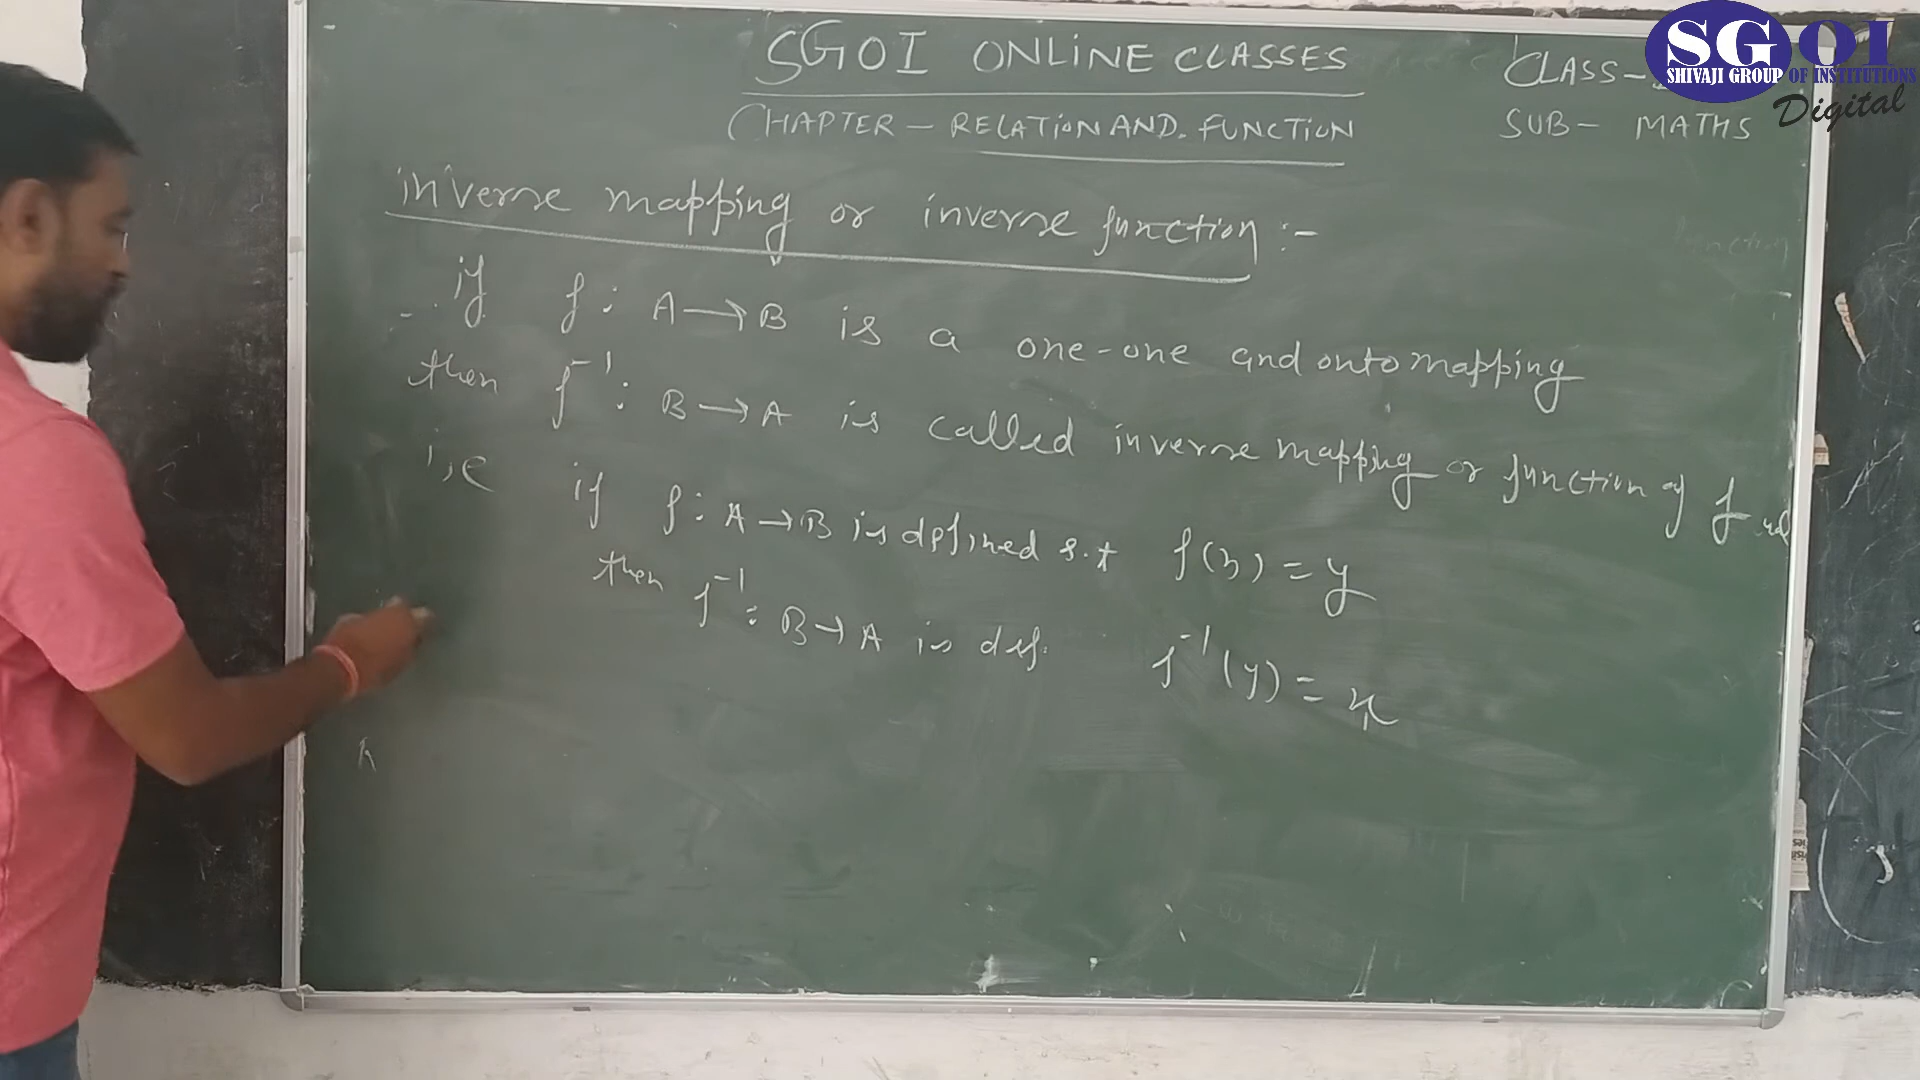 SGOI ONLINE CLASSES
CLASS-
CHAPTER - RELATION AND. FUNCTION
SUB- MATHS
SGOI
SHIVAJI GROUP OF INSTITUTIONS
Digital
inverse mapping or inverse function :-
if f : A → B is a one-one and onto mapping
then f⁻¹ : B → A is called inverse mapping or function of f
i,e if f : A → B is defined s.t f(x) = y
then f⁻¹ : B → A is def. f⁻¹(y) = x
function